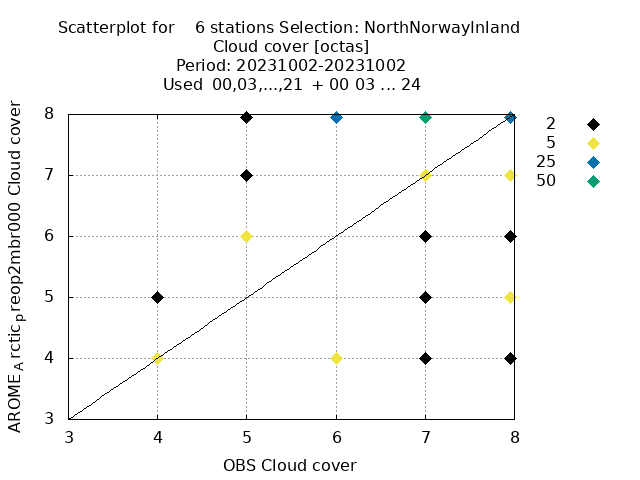 Scatterplot for 6 stations Selection: NorthNorwayInland
Cloud cover [octas]
Period: 20231002-20231002
Used 00,03,...,21 + 00 03 ... 24
AROME_Arctic_preop2mbr000 Cloud cover
8
7
6
5
4
3
3 4 5 6 7 8
OBS Cloud cover
2
5
25
50